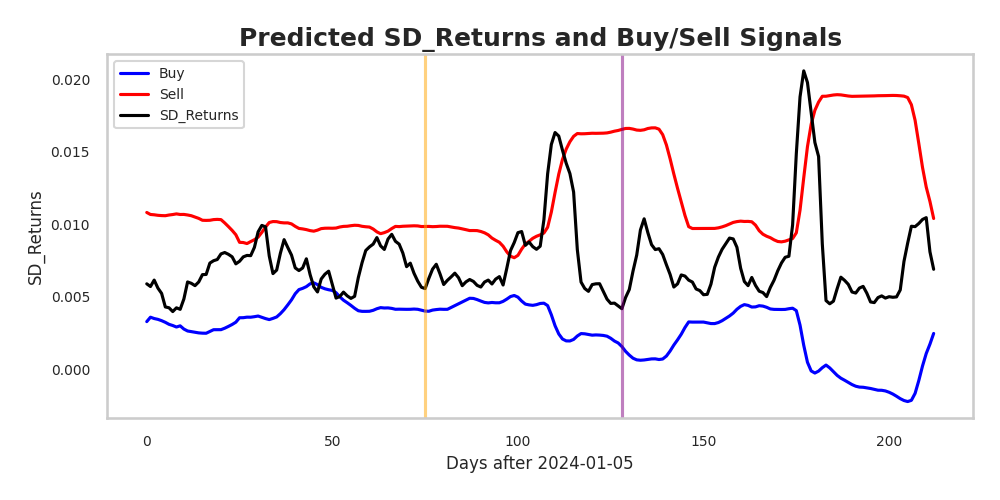 Predicted SD_Returns and Buy/Sell Signals
Buy
Sell
SD_Returns
0.020
0.015
0.010
0.005
0.000
SD_Returns
0 50 100 150 200
Days after 2024-01-05